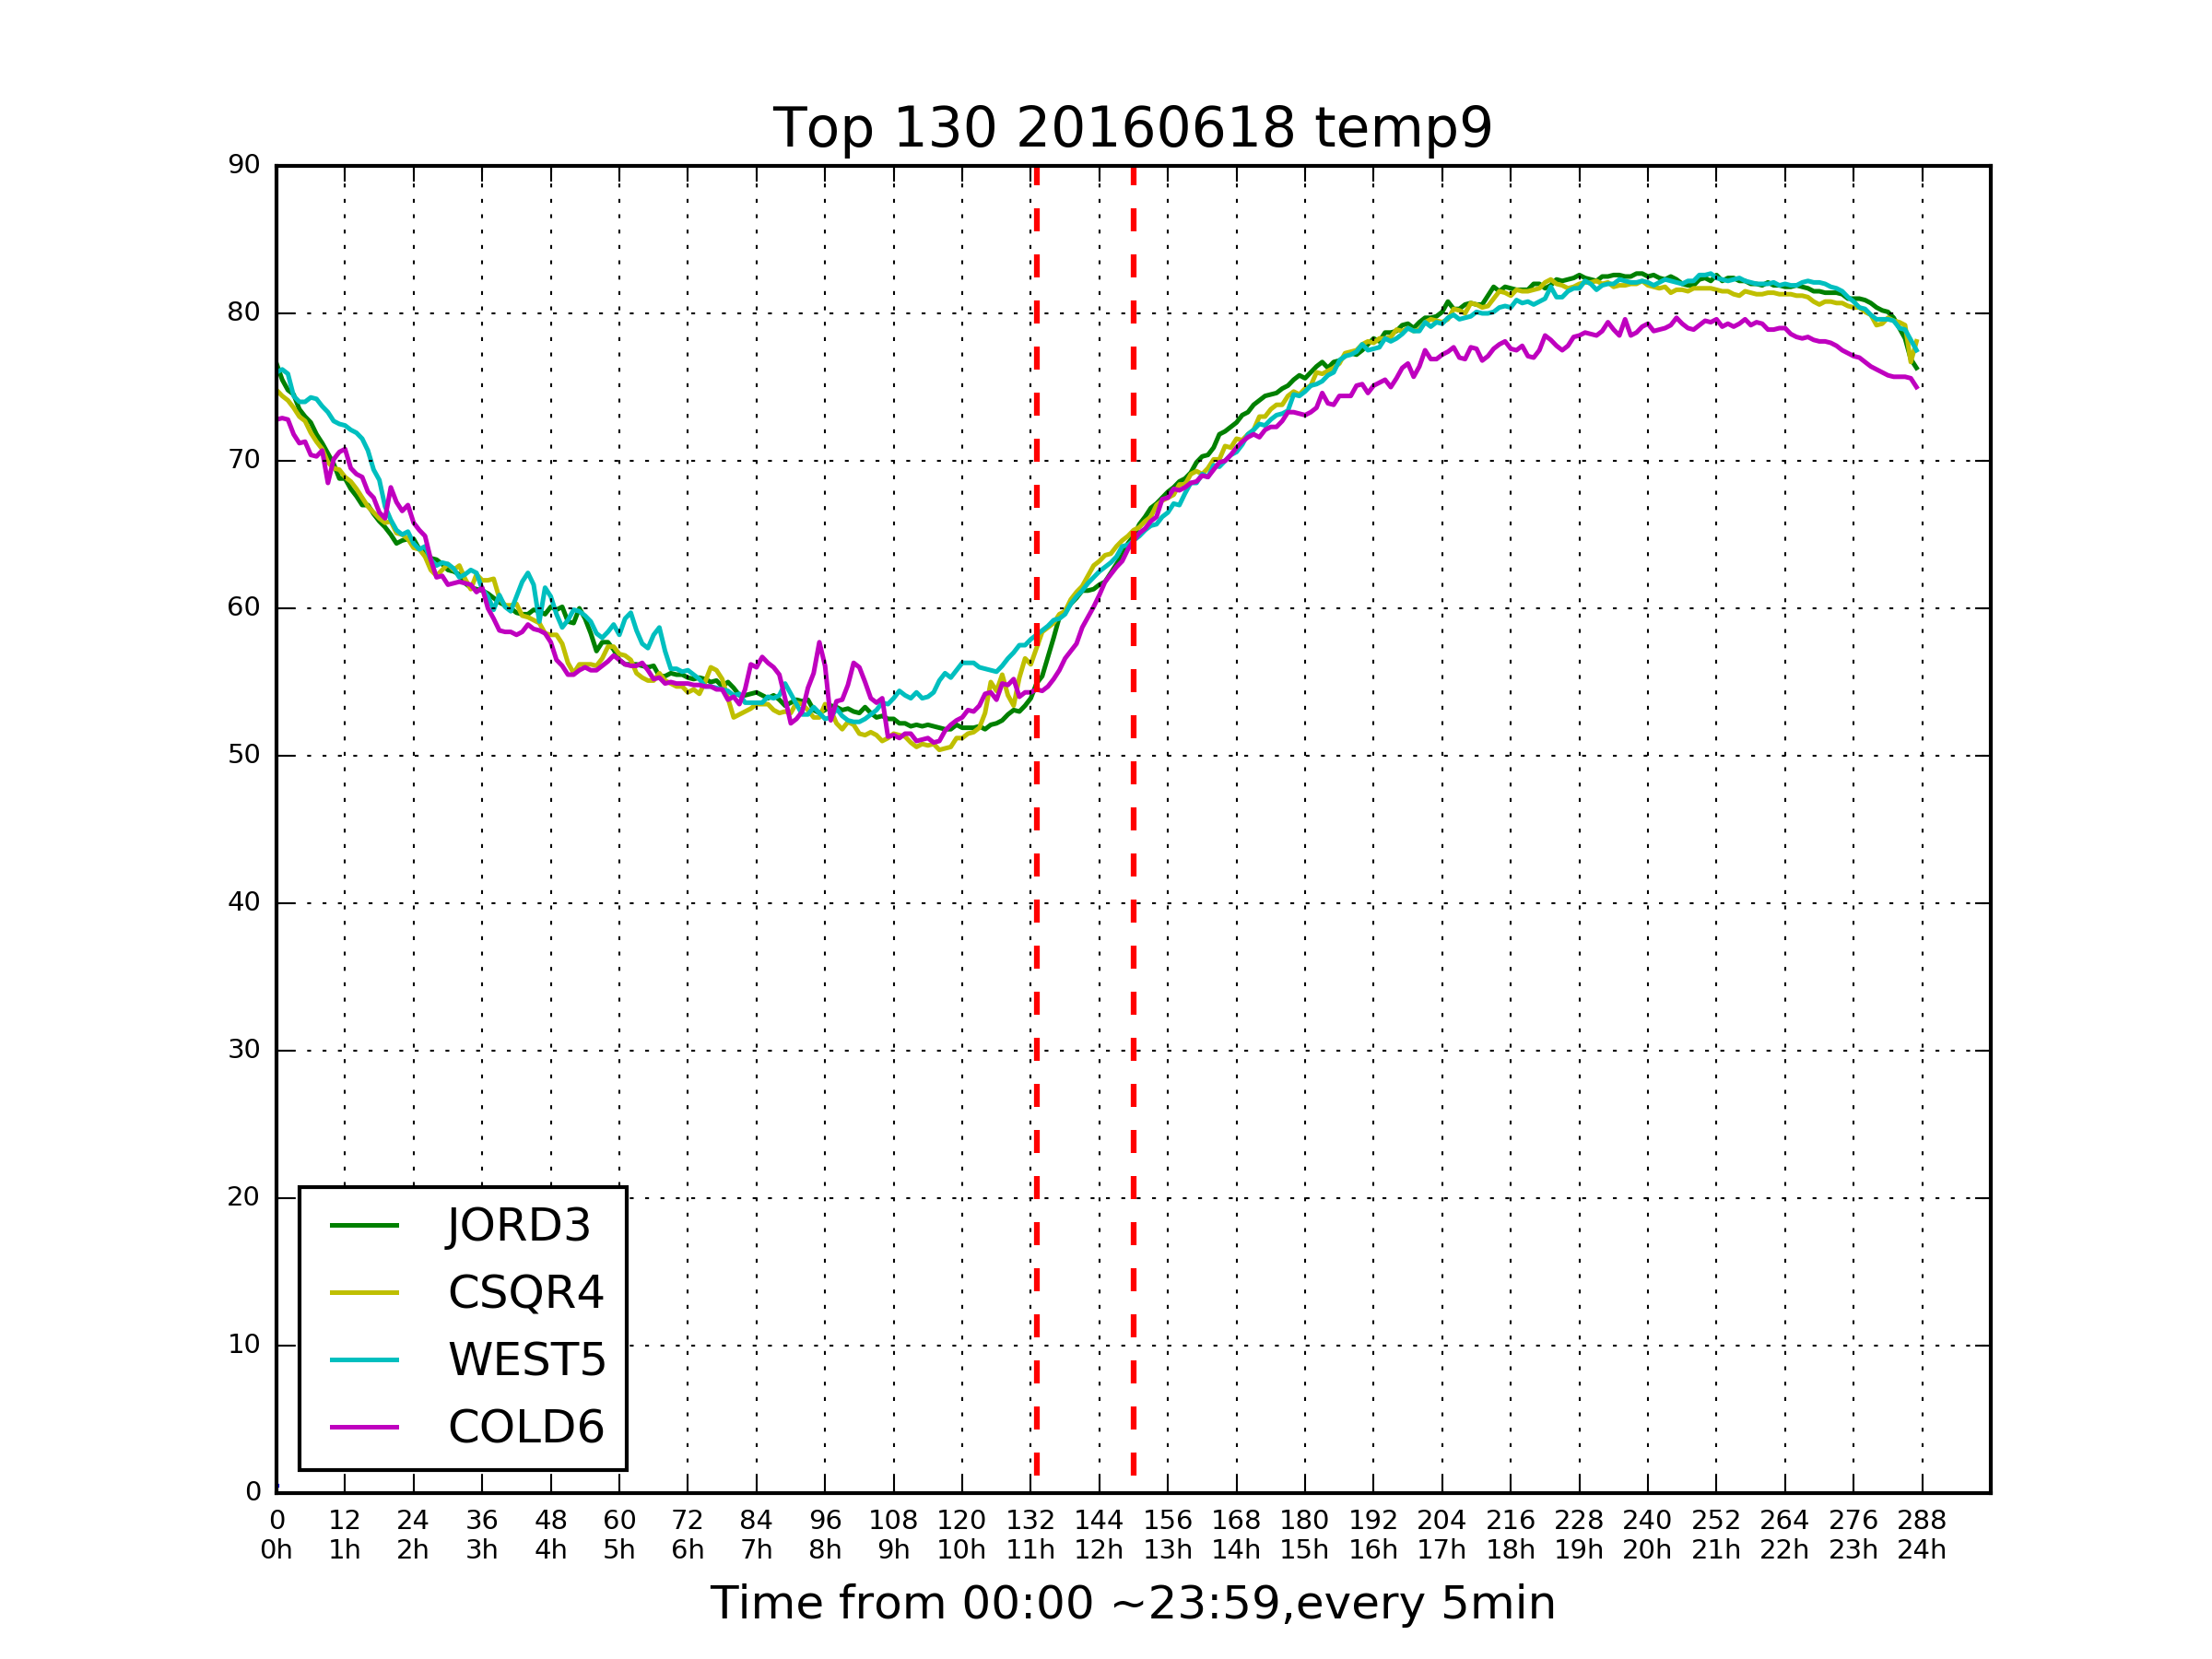 Top 130 20160618 temp9
90
80
70
60
50
40
30
20
10
0
JORD3
CSQR4
WEST5
COLD6
0 12 24 36 48 60 72 84 96 108 120 132 144 156 168 180 192 204 216 228 240 252 264 276 288
0h 1h 2h 3h 4h 5h 6h 7h 8h 9h 10h 11h 12h 13h 14h 15h 16h 17h 18h 19h 20h 21h 22h 23h 24h
Time from 00:00 ~23:59,every 5min